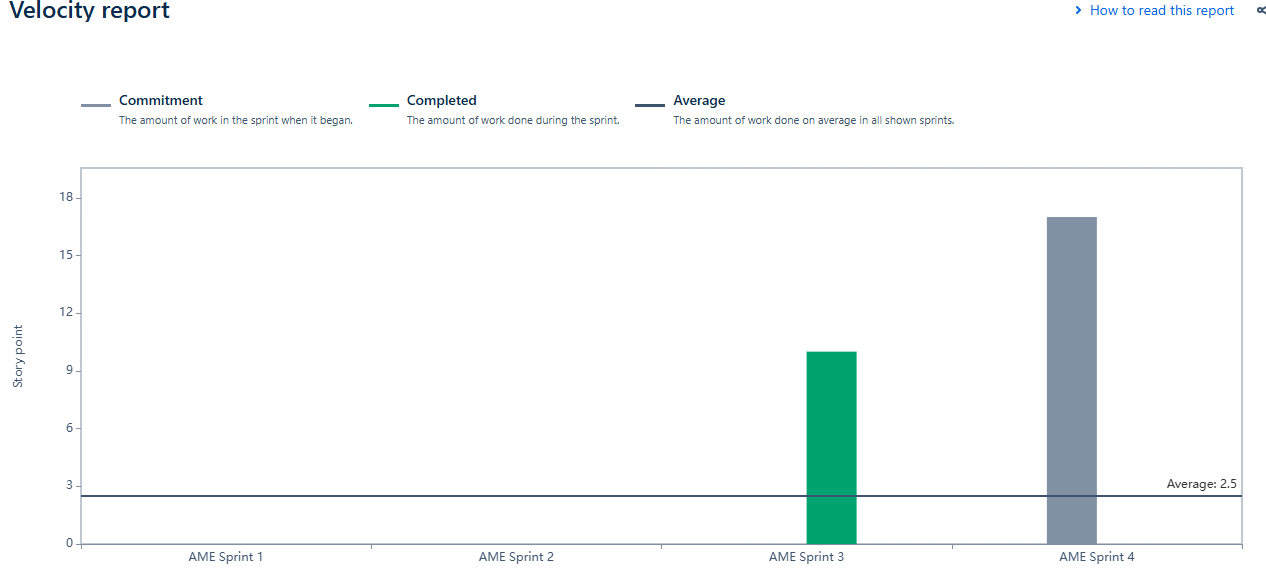 Velocity report
How to read this report
Commitment
The amount of work in the sprint when it began.
Completed
The amount of work done during the sprint.
Average
The amount of work done on average in all shown sprints.
Story point
18
15
12
9
6
3
0
Average: 2.5
AME Sprint 1
AME Sprint 2
AME Sprint 3
AME Sprint 4